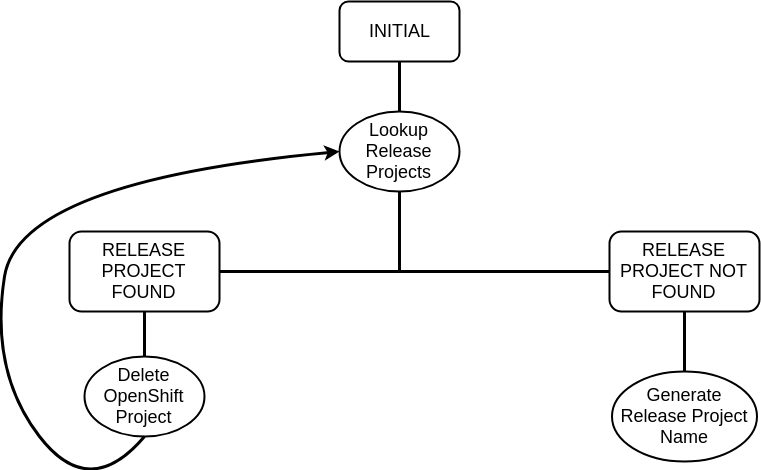 INITIAL
Lookup
Release
Projects
RELEASE
PROJECT
FOUND
RELEASE
PROJECT NOT
FOUND
Delete
OpenShift
Project
Generate
Release Project
Name